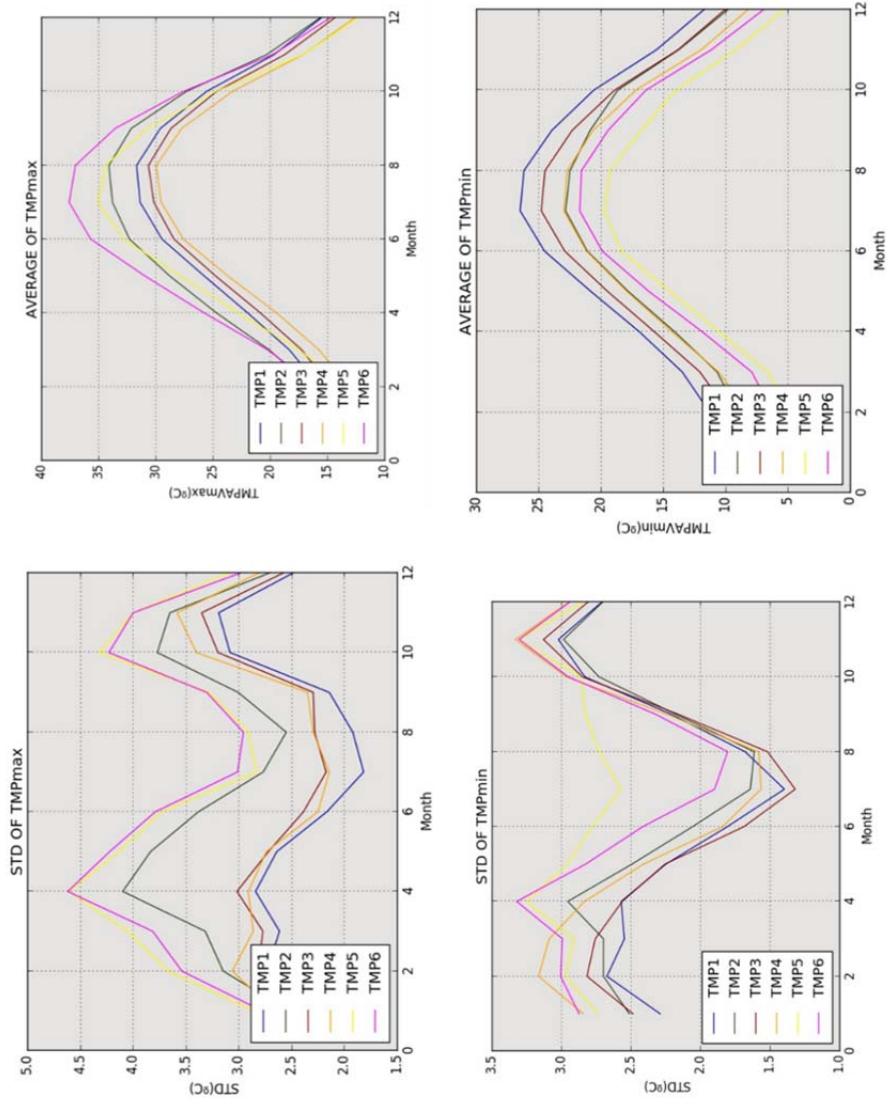 STD OF TMPmax
5.0
4.5
4.0
3.5
3.0
2.5
2.0
1.5
STD(ºC)
TMP1
TMP2
TMP3
TMP4
TMP5
TMP6
0 2 4 6 8 10 12
Month
AVERAGE OF TMPmax
40
35
30
25
20
15
10
TMPAVmax(ºC)
TMP1
TMP2
TMP3
TMP4
TMP5
TMP6
0 2 4 6 8 10 12
Month
STD OF TMPmin
3.5
3.0
2.5
2.0
1.5
1.0
STD(ºC)
TMP1
TMP2
TMP3
TMP4
TMP5
TMP6
0 2 4 6 8 10 12
Month
AVERAGE OF TMPmin
30
25
20
15
10
5
0
TMPAVmin(ºC)
TMP1
TMP2
TMP3
TMP4
TMP5
TMP6
0 2 4 6 8 10 12
Month